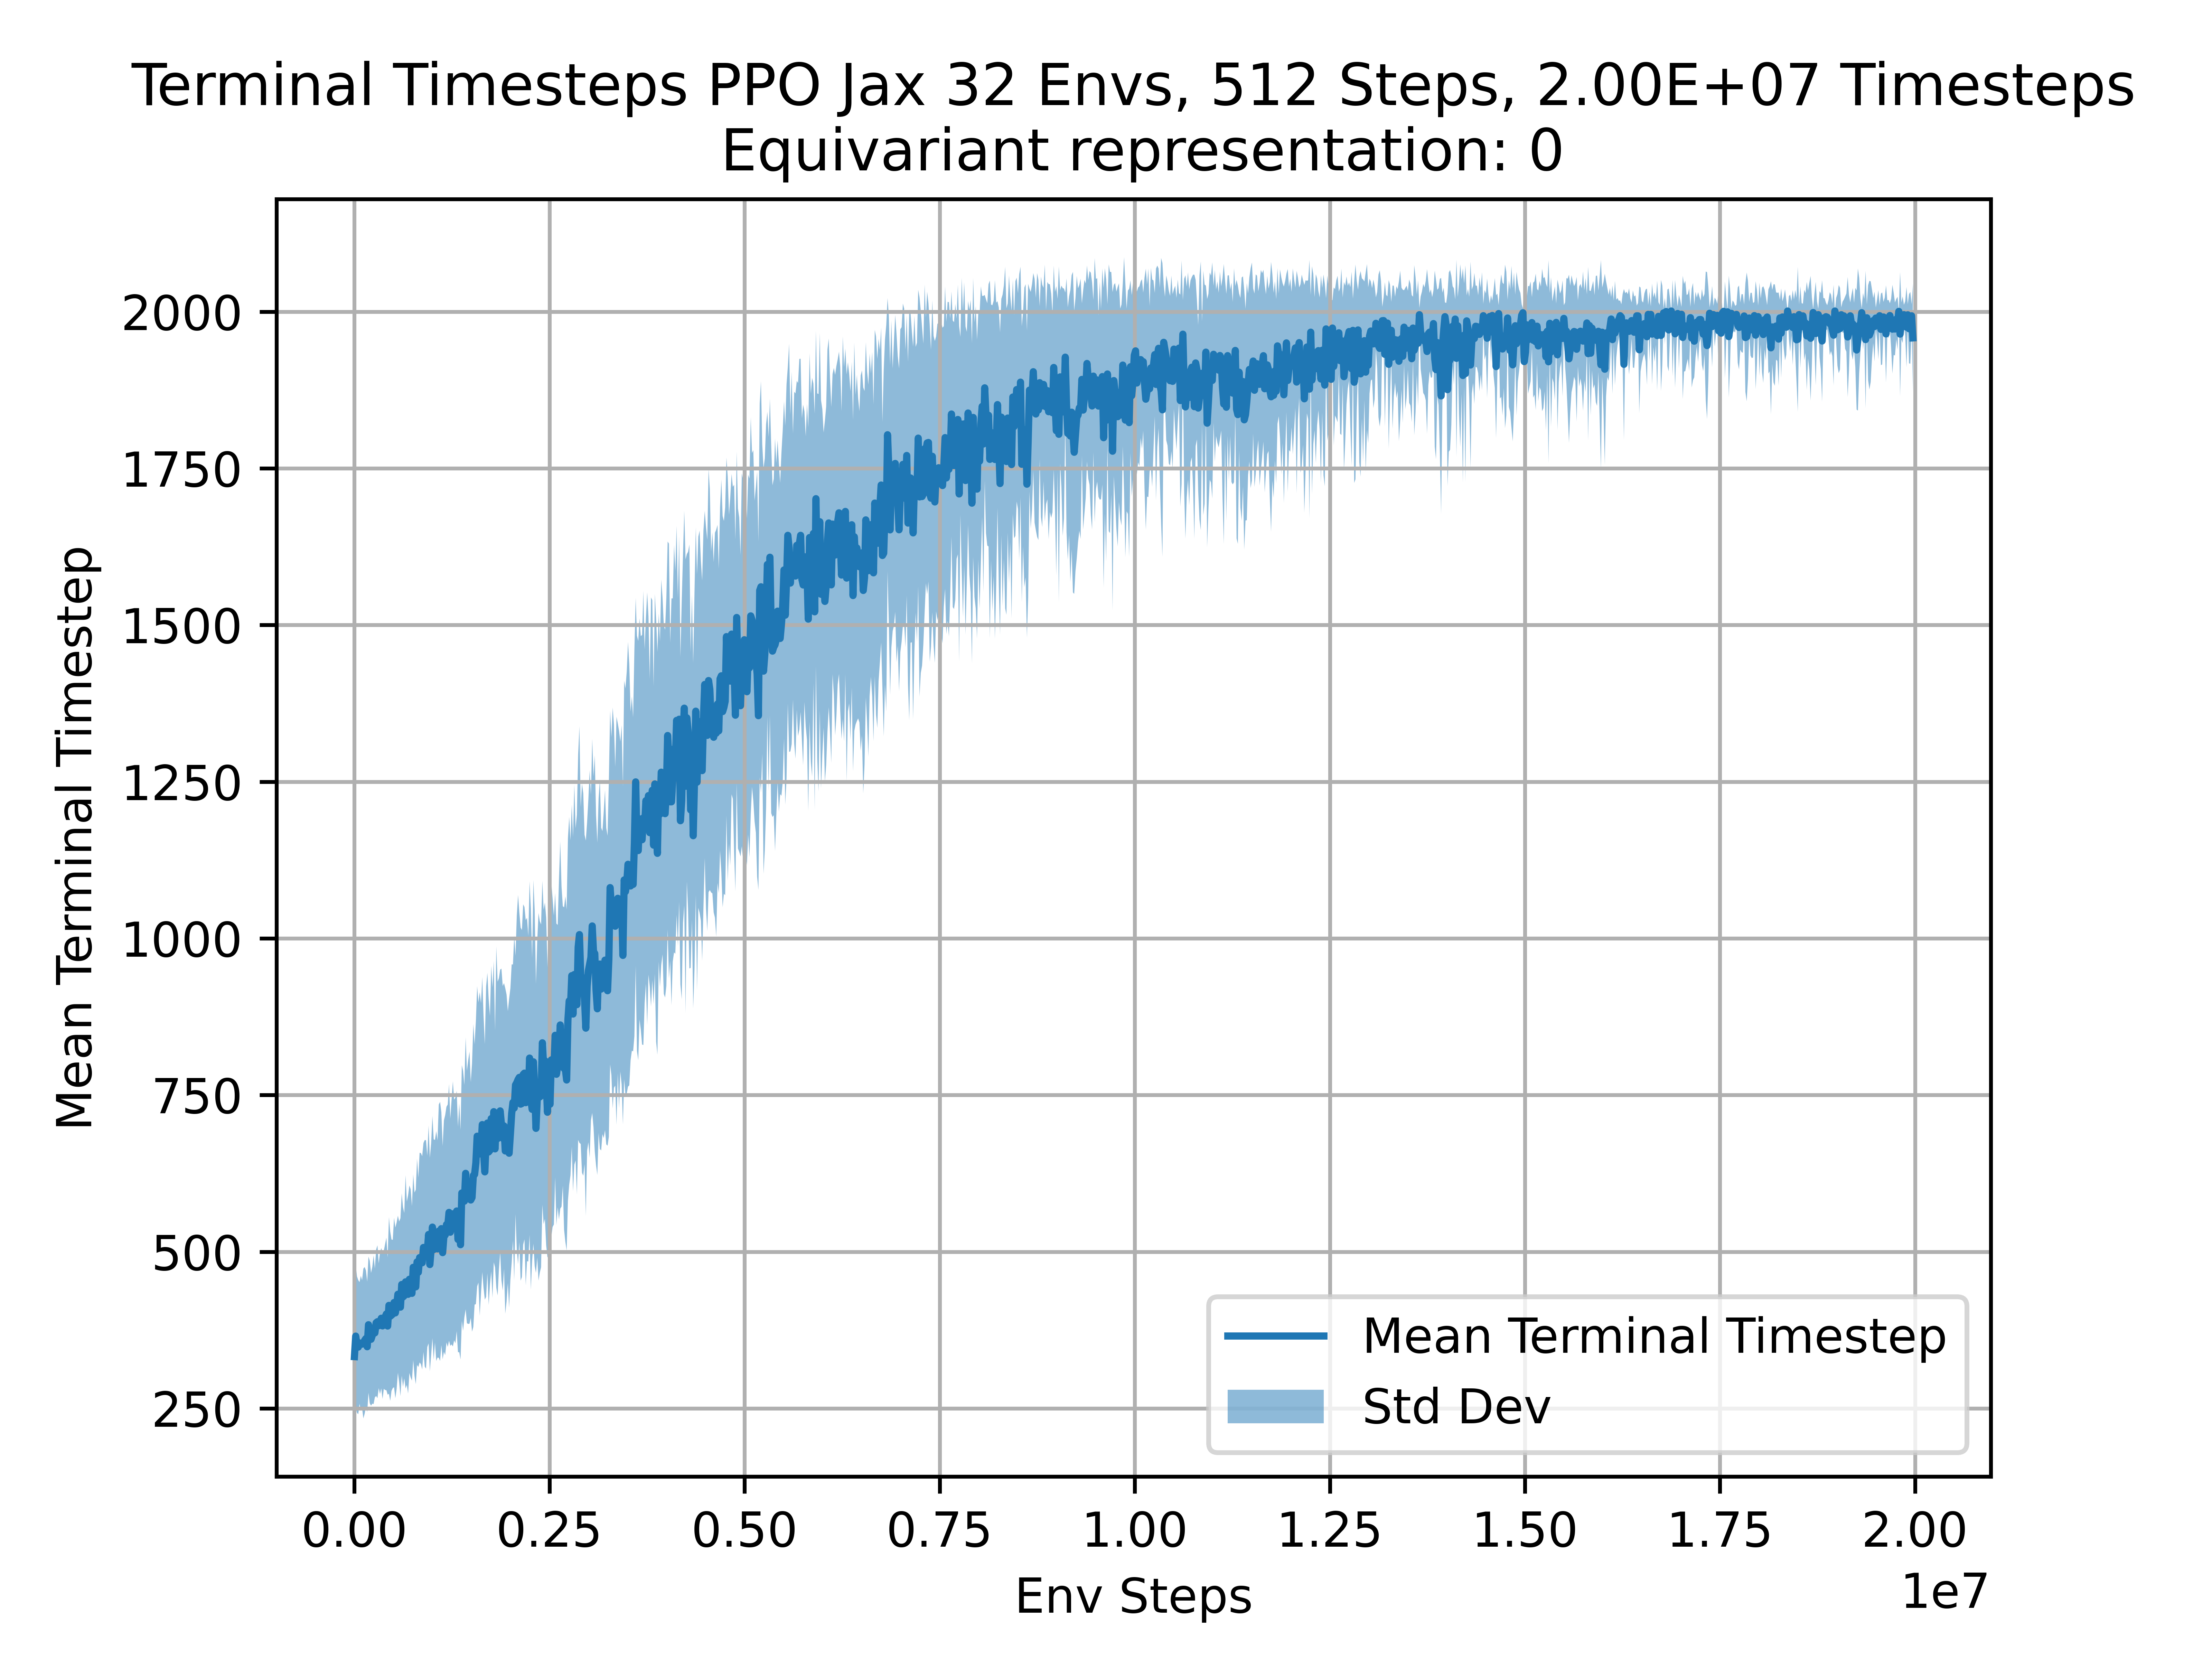 Terminal Timesteps PPO Jax 32 Envs, 512 Steps, 2.00E+07 Timesteps
Equivariant representation: 0
Mean Terminal Timestep
2000
1750
1500
1250
1000
750
500
250
Mean Terminal Timestep
Std Dev
0.00 0.25 0.50 0.75 1.00 1.25 1.50 1.75 2.00
1e7
Env Steps